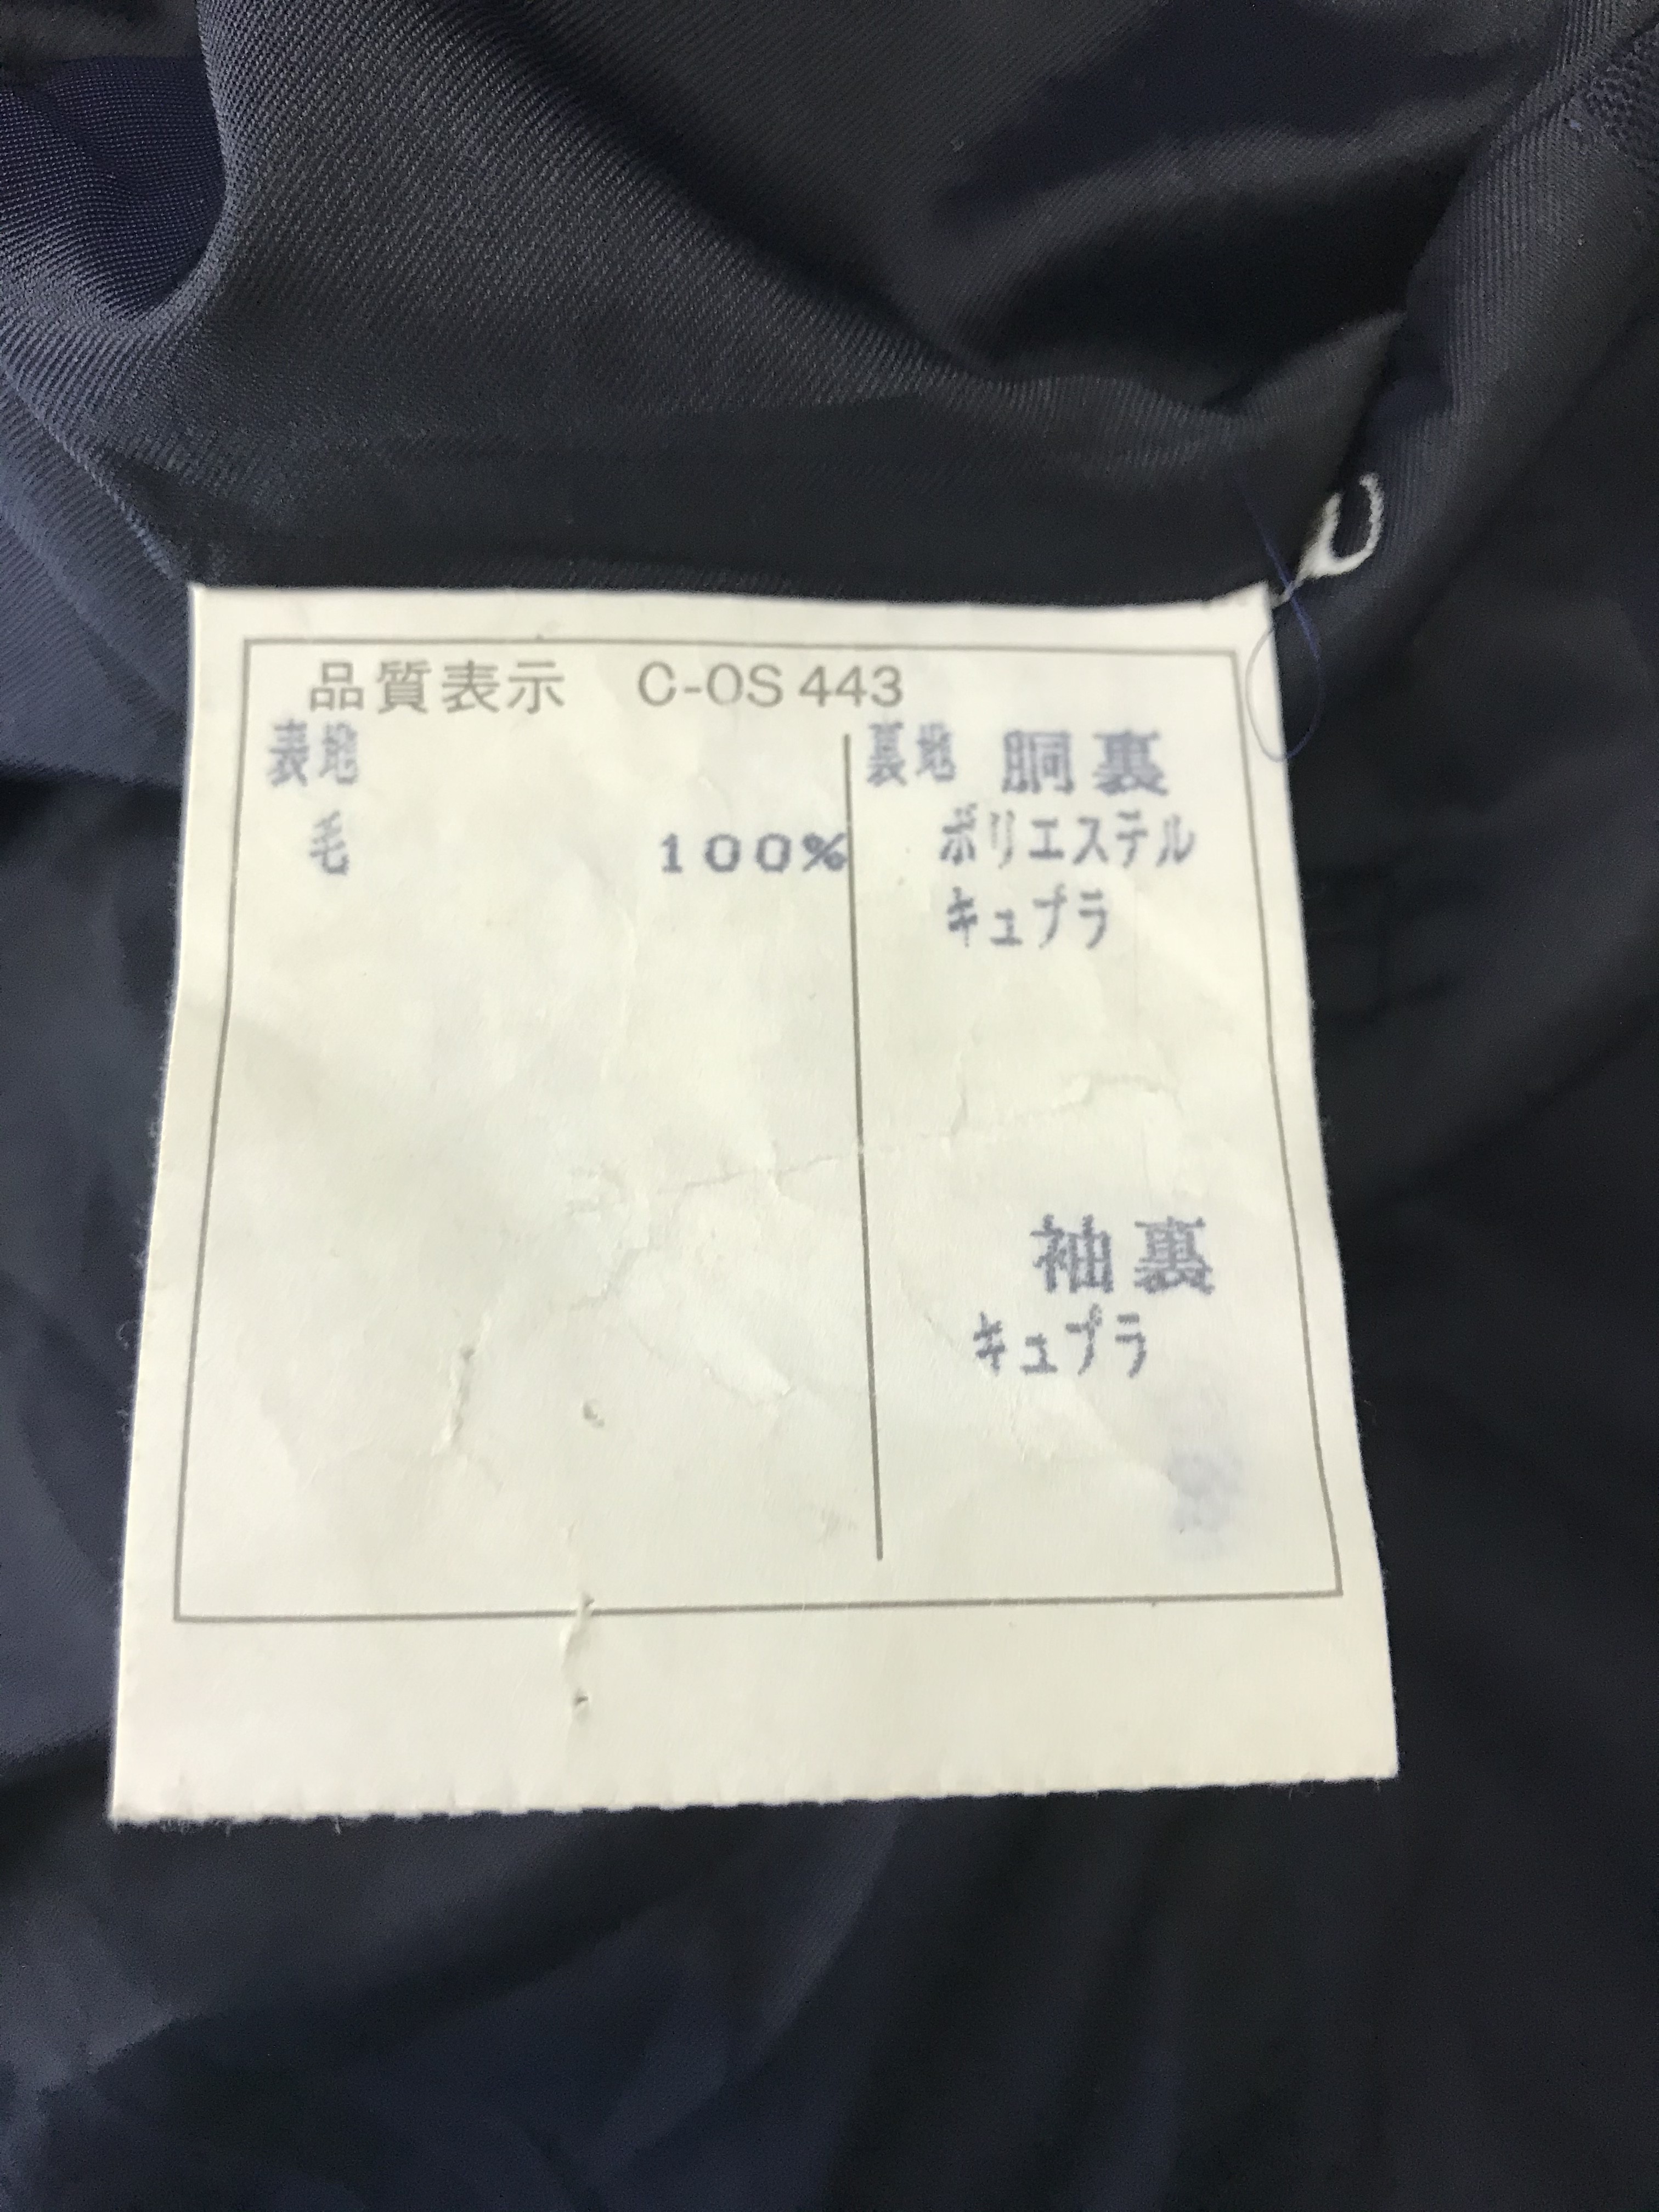 品質表示 C-OS 443
表地
毛 100%
裏地 胴裏
ポリエステル
キュプラ
袖裏
キュプラ